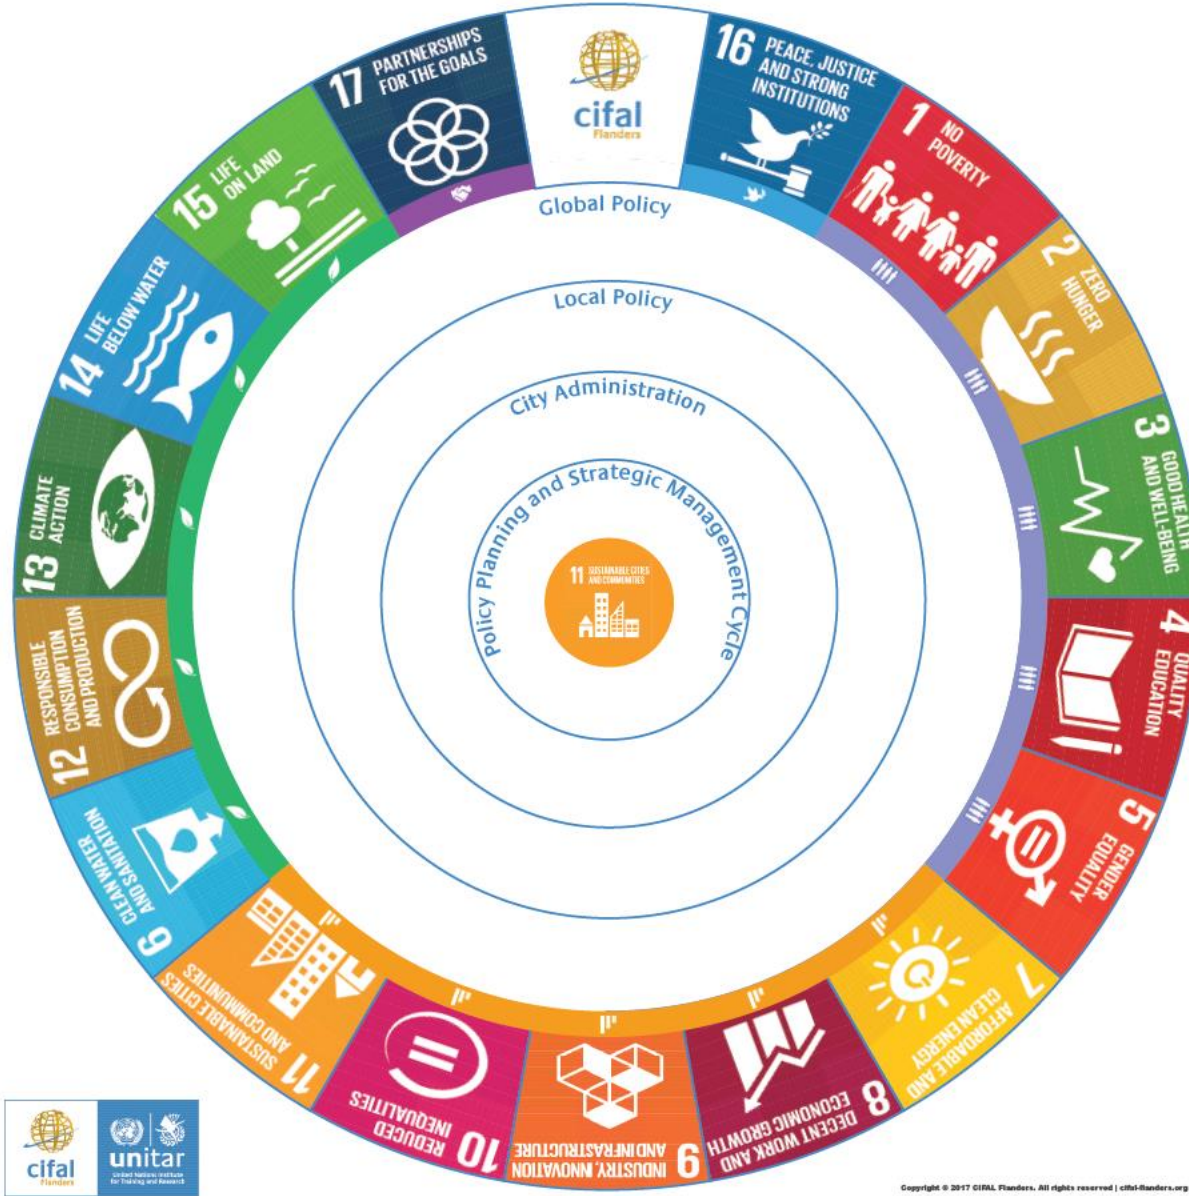 cifal
Flanders
16 PEACE, JUSTICE
AND STRONG
INSTITUTIONS
1 NO
POVERTY
2 ZERO
HUNGER
3 GOOD HEALTH
AND WELL-BEING
4 QUALITY
EDUCATION
5 GENDER
EQUALITY
7 AFFORDABLE AND
CLEAN ENERGY
8 DECENT WORK AND
ECONOMIC GROWTH
9 INDUSTRY, INNOVATION
AND INFRASTRUCTURE
10 REDUCED
INEQUALITIES
11 SUSTAINABLE CITIES
AND COMMUNITIES
6 CLEAN WATER
AND SANITATION
12 RESPONSIBLE
CONSUMPTION
AND PRODUCTION
13 CLIMATE
ACTION
14 LIFE
BELOW WATER
15 LIFE
ON LAND
17 PARTNERSHIPS
FOR THE GOALS
Global Policy
Local Policy
City Administration
Policy Planning and Strategic Management Cycle
11 SUSTAINABLE CITIES
AND COMMUNITIES
cifal
Flanders
unitar
United Nations Institute
for Training and Research
Copyright © 2017 CIFAL Flanders. All rights reserved | cifal-flanders.org